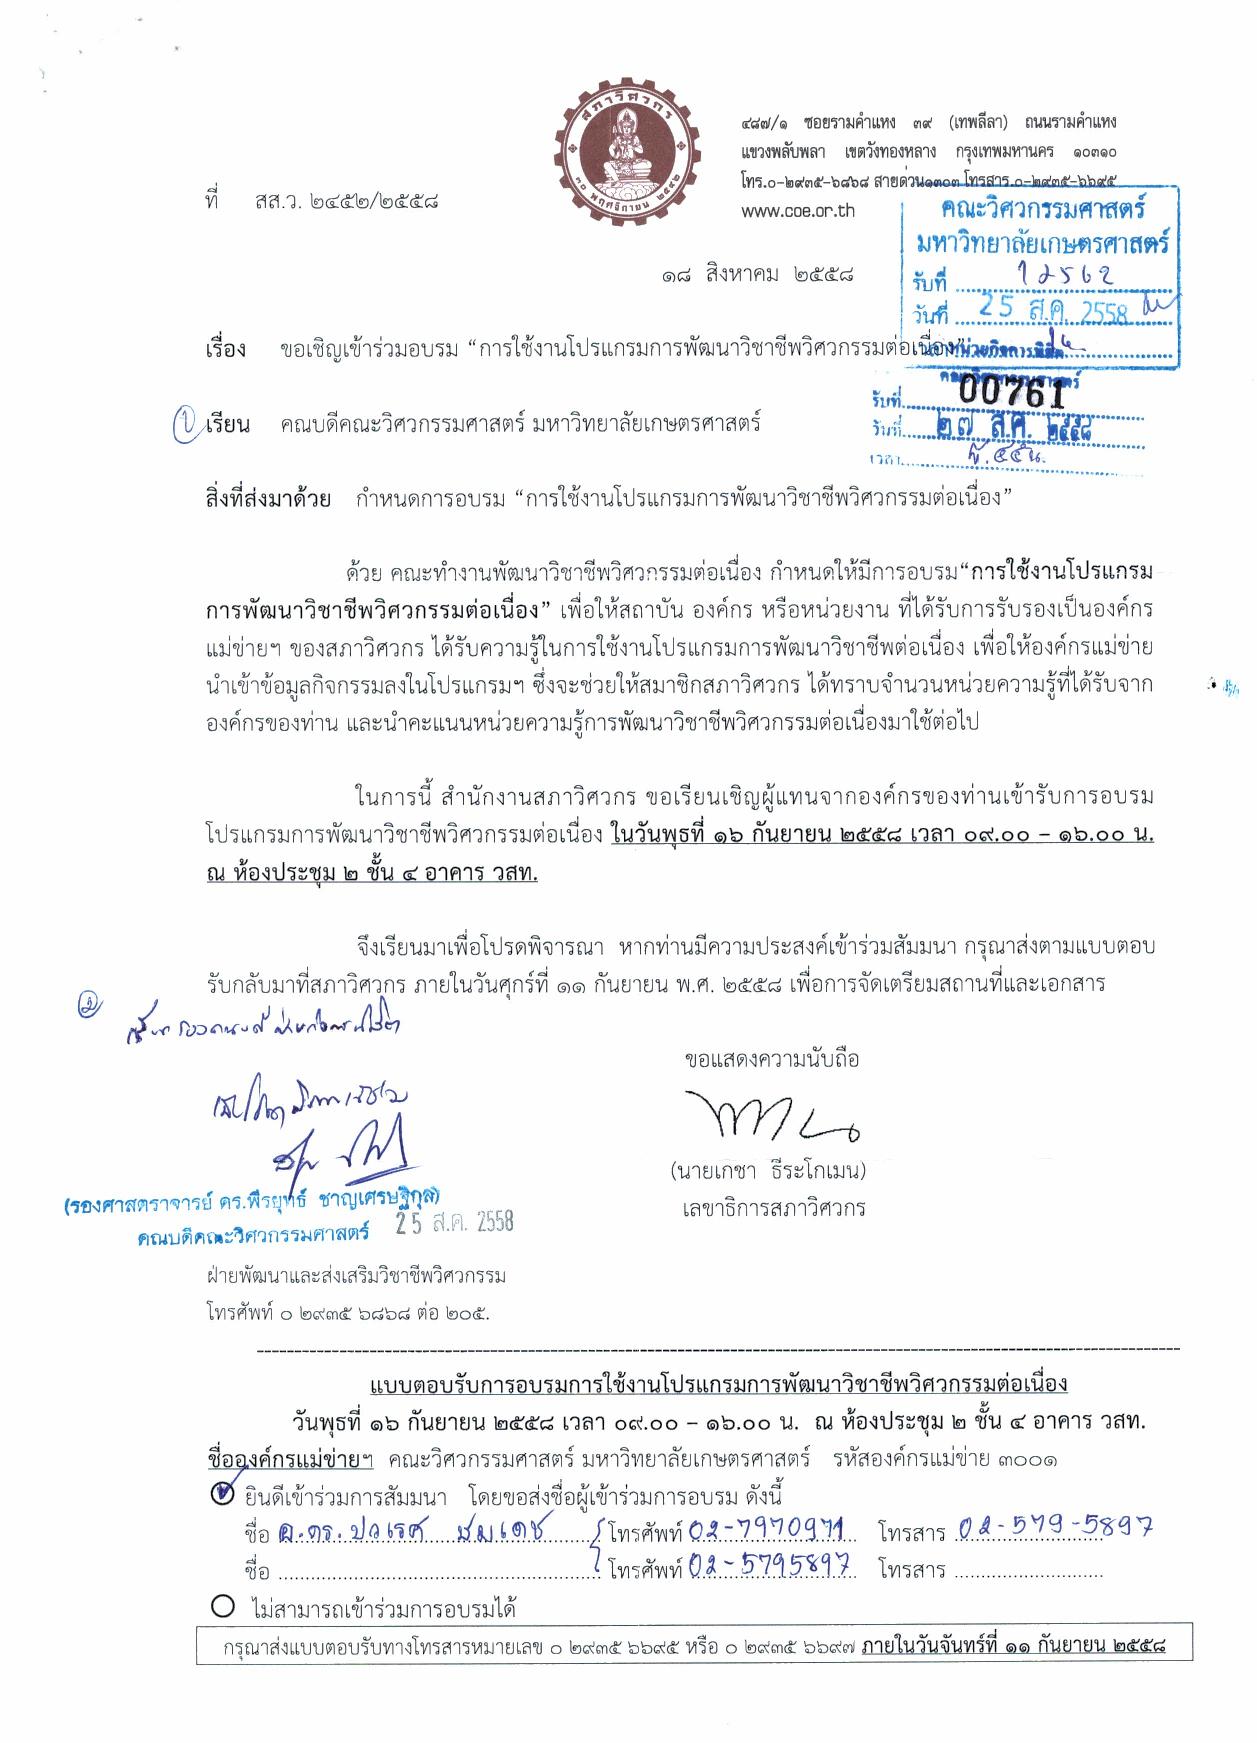 สภาวิศวกร
๓๐ พฤศจิกายน ๒๕๔๒
๔๘๗/๑ ซอยรามคำแหง ๓๙ (เทพลีลา) ถนนรามคำแหง
แขวงพลับพลา เขตวังทองหลาง กรุงเทพมหานคร ๑๐๓๑๐
โทร.๐-๒๙๓๕-๖๘๖๘ สายด่วน๑๓๐๓ โทรสาร.๐-๒๙๓๕-๖๖๙๕
www.coe.or.th
ที่ สส.ว. ๒๔๕๒/๒๕๕๘
คณะวิศวกรรมศาสตร์
มหาวิทยาลัยเกษตรศาสตร์
รับที่ 12562
วันที่ 25 ส.ค. 2558
๑๘ สิงหาคม ๒๕๕๘
เรื่อง ขอเชิญเข้าร่วมอบรม “การใช้งานโปรแกรมการพัฒนาวิชาชีพวิศวกรรมต่อเนื่อง”
หน่วยกิจการนิสิต
คณะวิศวกรรมศาสตร์
รับที่ 00761
วันที่ ๒๗ ส.ค. ๒๕๕๘
เวลา
๑ เรียน คณบดีคณะวิศวกรรมศาสตร์ มหาวิทยาลัยเกษตรศาสตร์
สิ่งที่ส่งมาด้วย กำหนดการอบรม “การใช้งานโปรแกรมการพัฒนาวิชาชีพวิศวกรรมต่อเนื่อง”
ด้วย คณะทำงานพัฒนาวิชาชีพวิศวกรรมต่อเนื่อง กำหนดให้มีการอบรม“การใช้งานโปรแกรม
การพัฒนาวิชาชีพวิศวกรรมต่อเนื่อง” เพื่อให้สถาบัน องค์กร หรือหน่วยงาน ที่ได้รับการรับรองเป็นองค์กร
แม่ข่ายฯ ของสภาวิศวกร ได้รับความรู้ในการใช้งานโปรแกรมการพัฒนาวิชาชีพต่อเนื่อง เพื่อให้องค์กรแม่ข่าย
นำเข้าข้อมูลกิจกรรมลงในโปรแกรมฯ ซึ่งจะช่วยให้สมาชิกสภาวิศวกร ได้ทราบจำนวนหน่วยความรู้ที่ได้รับจาก
องค์กรของท่าน และนำคะแนนหน่วยความรู้การพัฒนาวิชาชีพวิศวกรรมต่อเนื่องมาใช้ต่อไป
ในการนี้ สำนักงานสภาวิศวกร ขอเรียนเชิญผู้แทนจากองค์กรของท่านเข้ารับการอบรม
โปรแกรมการพัฒนาวิชาชีพวิศวกรรมต่อเนื่อง ในวันพุธที่ ๑๖ กันยายน ๒๕๕๘ เวลา ๐๙.๐๐ – ๑๖.๐๐ น.
ณ ห้องประชุม ๒ ชั้น ๔ อาคาร วสท.
จึงเรียนมาเพื่อโปรดพิจารณา หากท่านมีความประสงค์เข้าร่วมสัมมนา กรุณาส่งตามแบบตอบ
รับกลับมาที่สภาวิศวกร ภายในวันศุกร์ที่ ๑๑ กันยายน พ.ศ. ๒๕๕๘ เพื่อการจัดเตรียมสถานที่และเอกสาร
๒
ขอแสดงความนับถือ
(นายเกชา ธีระโกเมน)
เลขาธิการสภาวิศวกร
(รองศาสตราจารย์ ดร.พีรยุทธ์ ชาญเศรษฐิกุล)
คณบดีคณะวิศวกรรมศาสตร์ 25 ส.ค. 2558
ฝ่ายพัฒนาและส่งเสริมวิชาชีพวิศวกรรม
โทรศัพท์ ๐ ๒๙๓๕ ๖๘๖๘ ต่อ ๒๐๕.
แบบตอบรับการอบรมการใช้งานโปรแกรมการพัฒนาวิชาชีพวิศวกรรมต่อเนื่อง
วันพุธที่ ๑๖ กันยายน ๒๕๕๘ เวลา ๐๙.๐๐ – ๑๖.๐๐ น. ณ ห้องประชุม ๒ ชั้น ๔ อาคาร วสท.
ชื่อองค์กรแม่ข่ายฯ คณะวิศวกรรมศาสตร์ มหาวิทยาลัยเกษตรศาสตร์ รหัสองค์กรแม่ข่าย ๓๐๐๑
ยินดีเข้าร่วมการสัมมนา โดยขอส่งชื่อผู้เข้าร่วมการอบรม ดังนี้
ชื่อ อ.ดร.ปวเรศ ชมเดช โทรศัพท์ 02-7970971 โทรสาร 02-579-5897
ชื่อ โทรศัพท์ 02-5795897 โทรสาร
ไม่สามารถเข้าร่วมการอบรมได้
กรุณาส่งแบบตอบรับทางโทรสารหมายเลข ๐ ๒๙๓๕ ๖๖๙๕ หรือ ๐ ๒๙๓๕ ๖๖๙๗ ภายในวันจันทร์ที่ ๑๑ กันยายน ๒๕๕๘